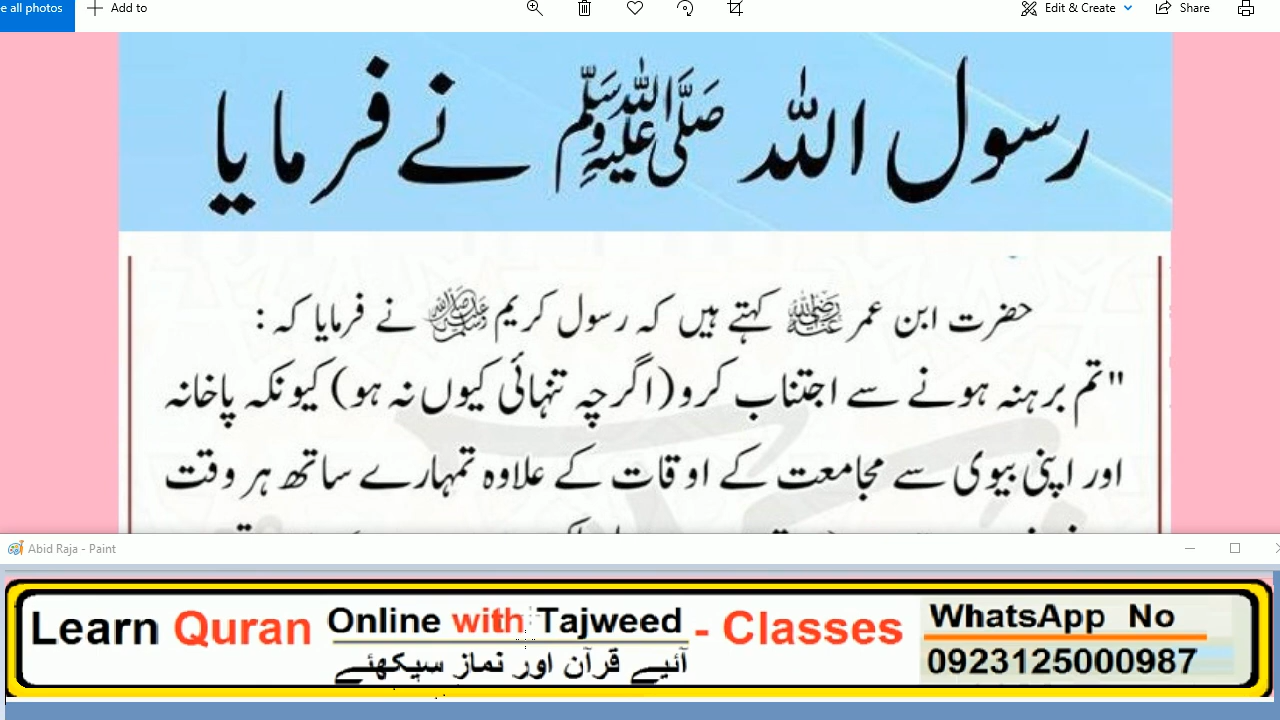 e all photos
Add to
Edit & Create
Share
رسول اللہ ﷺ نے فرمایا
حضرت ابن عمر رضی اللہ عنہ کہتے ہیں کہ رسول کریم ﷺ نے فرمایا کہ :
"تم برہنہ ہونے سے اجتناب کرو (اگرچہ تنہائی کیوں نہ ہو) کیونکہ پاخانہ
اور اپنی بیوی سے مجامعت کے اوقات کے علاوہ تمہارے ساتھ ہر وقت
Abid Raja - Paint
Learn Quran Online with Tajweed - Classes
آئیے قرآن اور نماز سیکھئے
WhatsApp No
0923125000987